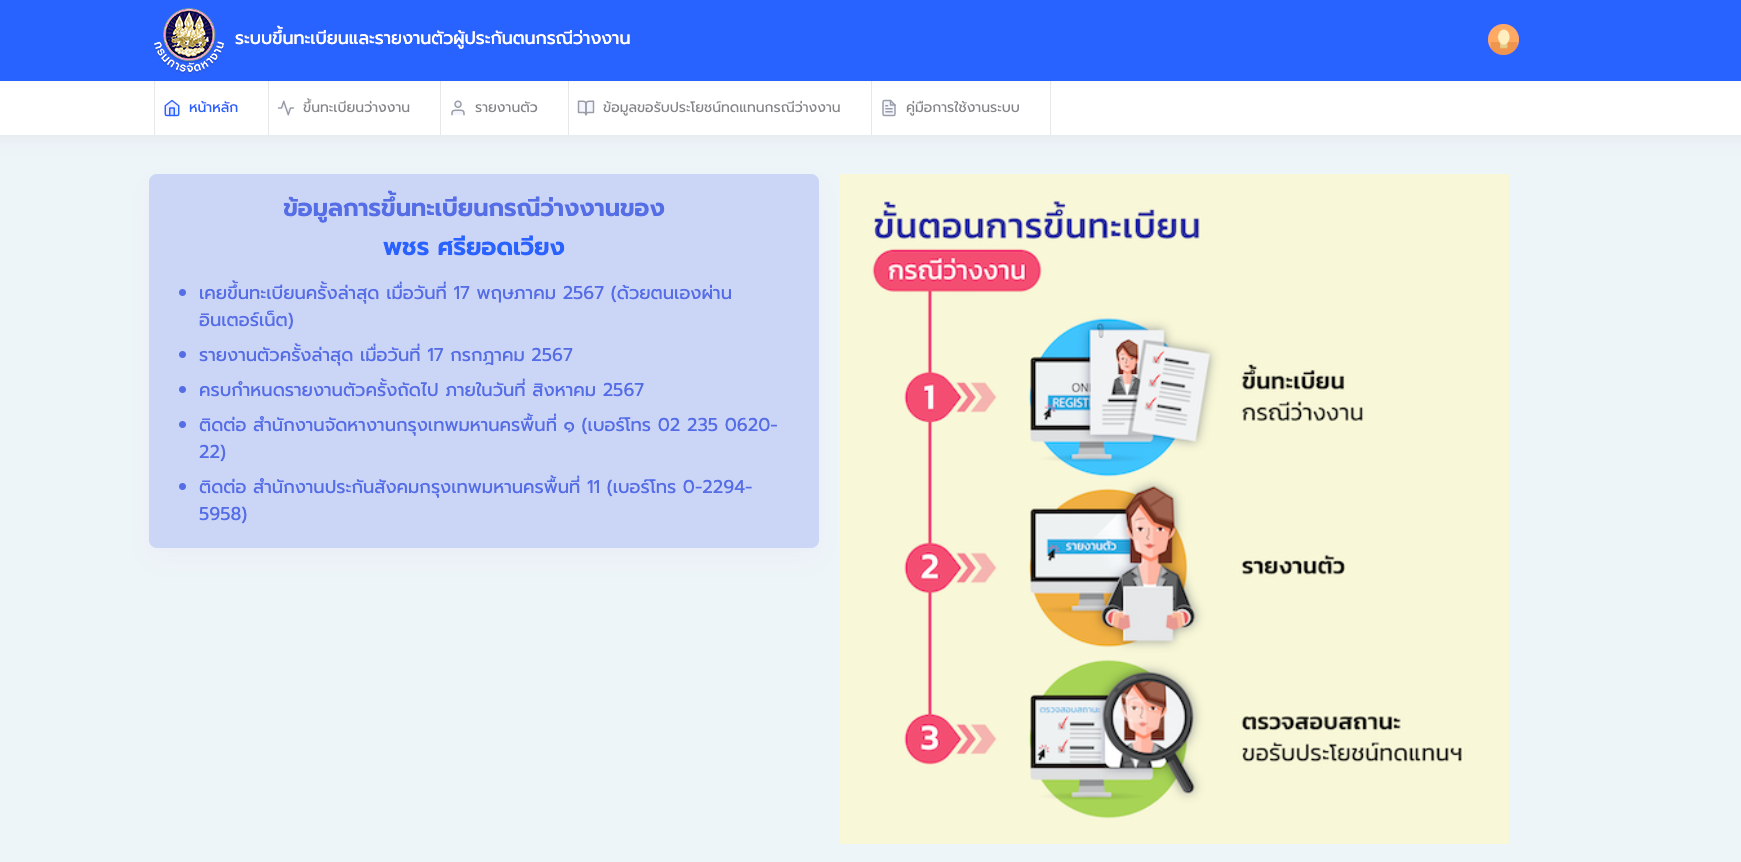 กรมการจัดหางาน
ระบบขึ้นทะเบียนและรายงานตัวผู้ประกันตนกรณีว่างงาน
หน้าหลัก
ขึ้นทะเบียนว่างงาน
รายงานตัว
ข้อมูลขอรับประโยชน์ทดแทนกรณีว่างงาน
คู่มือการใช้งานระบบ
ข้อมูลการขึ้นทะเบียนกรณีว่างงานของ
พชร ศรียอดเวียง
เคยขึ้นทะเบียนครั้งล่าสุด เมื่อวันที่ 17 พฤษภาคม 2567 (ด้วยตนเองผ่าน
อินเตอร์เน็ต)
รายงานตัวครั้งล่าสุด เมื่อวันที่ 17 กรกฎาคม 2567
ครบกำหนดรายงานตัวครั้งถัดไป ภายในวันที่ สิงหาคม 2567
ติดต่อ สำนักงานจัดหางานกรุงเทพมหานครพื้นที่ ๑ (เบอร์โทร 02 235 0620-
22)
ติดต่อ สำนักงานประกันสังคมกรุงเทพมหานครพื้นที่ 11 (เบอร์โทร 0-2294-
5958)
ขั้นตอนการขึ้นทะเบียน
กรณีว่างงาน
1
ONL
REGIST
ขึ้นทะเบียน
กรณีว่างงาน
2
รายงานตัว
รายงานตัว
3
ตรวจสอบสถานะ
ตรวจสอบสถานะ
ขอรับประโยชน์ทดแทนฯ